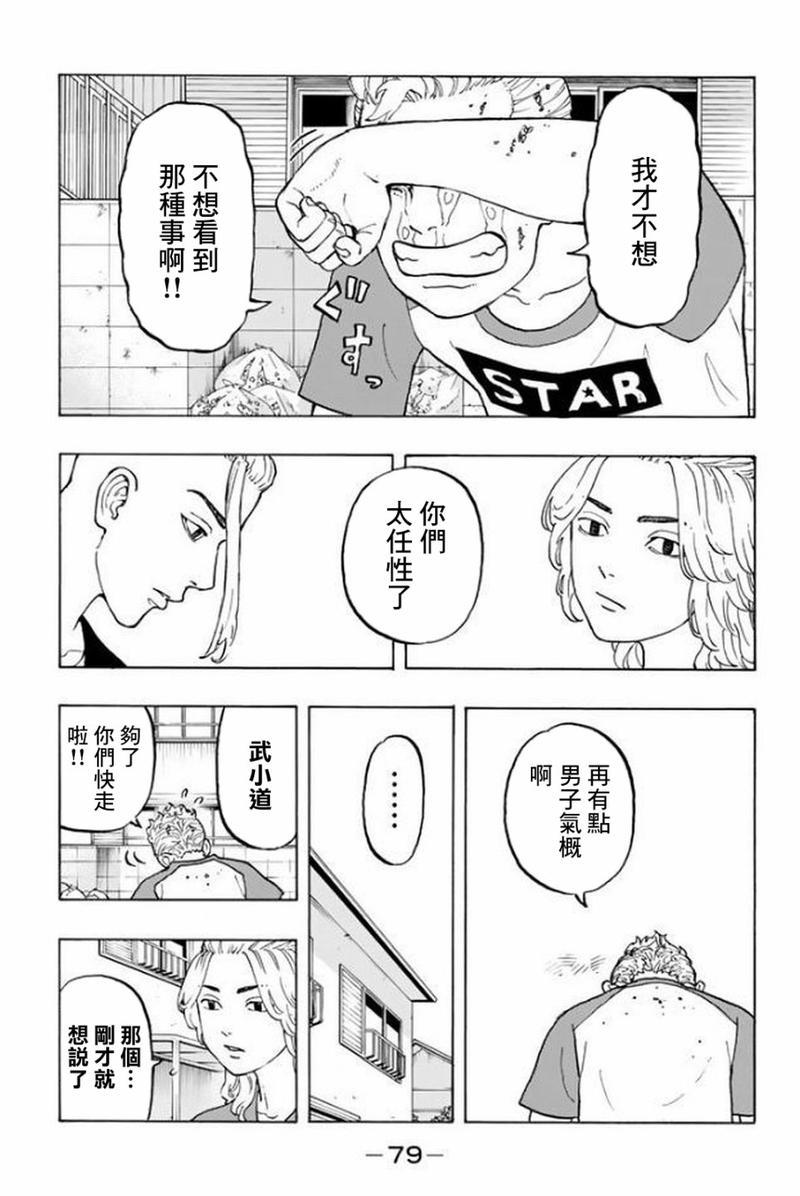 我才不想
不想看到
那種事啊!!
ぐすっ
STAR
你們
太任性了
再有點
男子氣概
啊
……
武小道
夠了
你們快走
啦!!
那個…
剛才就
想說了
－79－